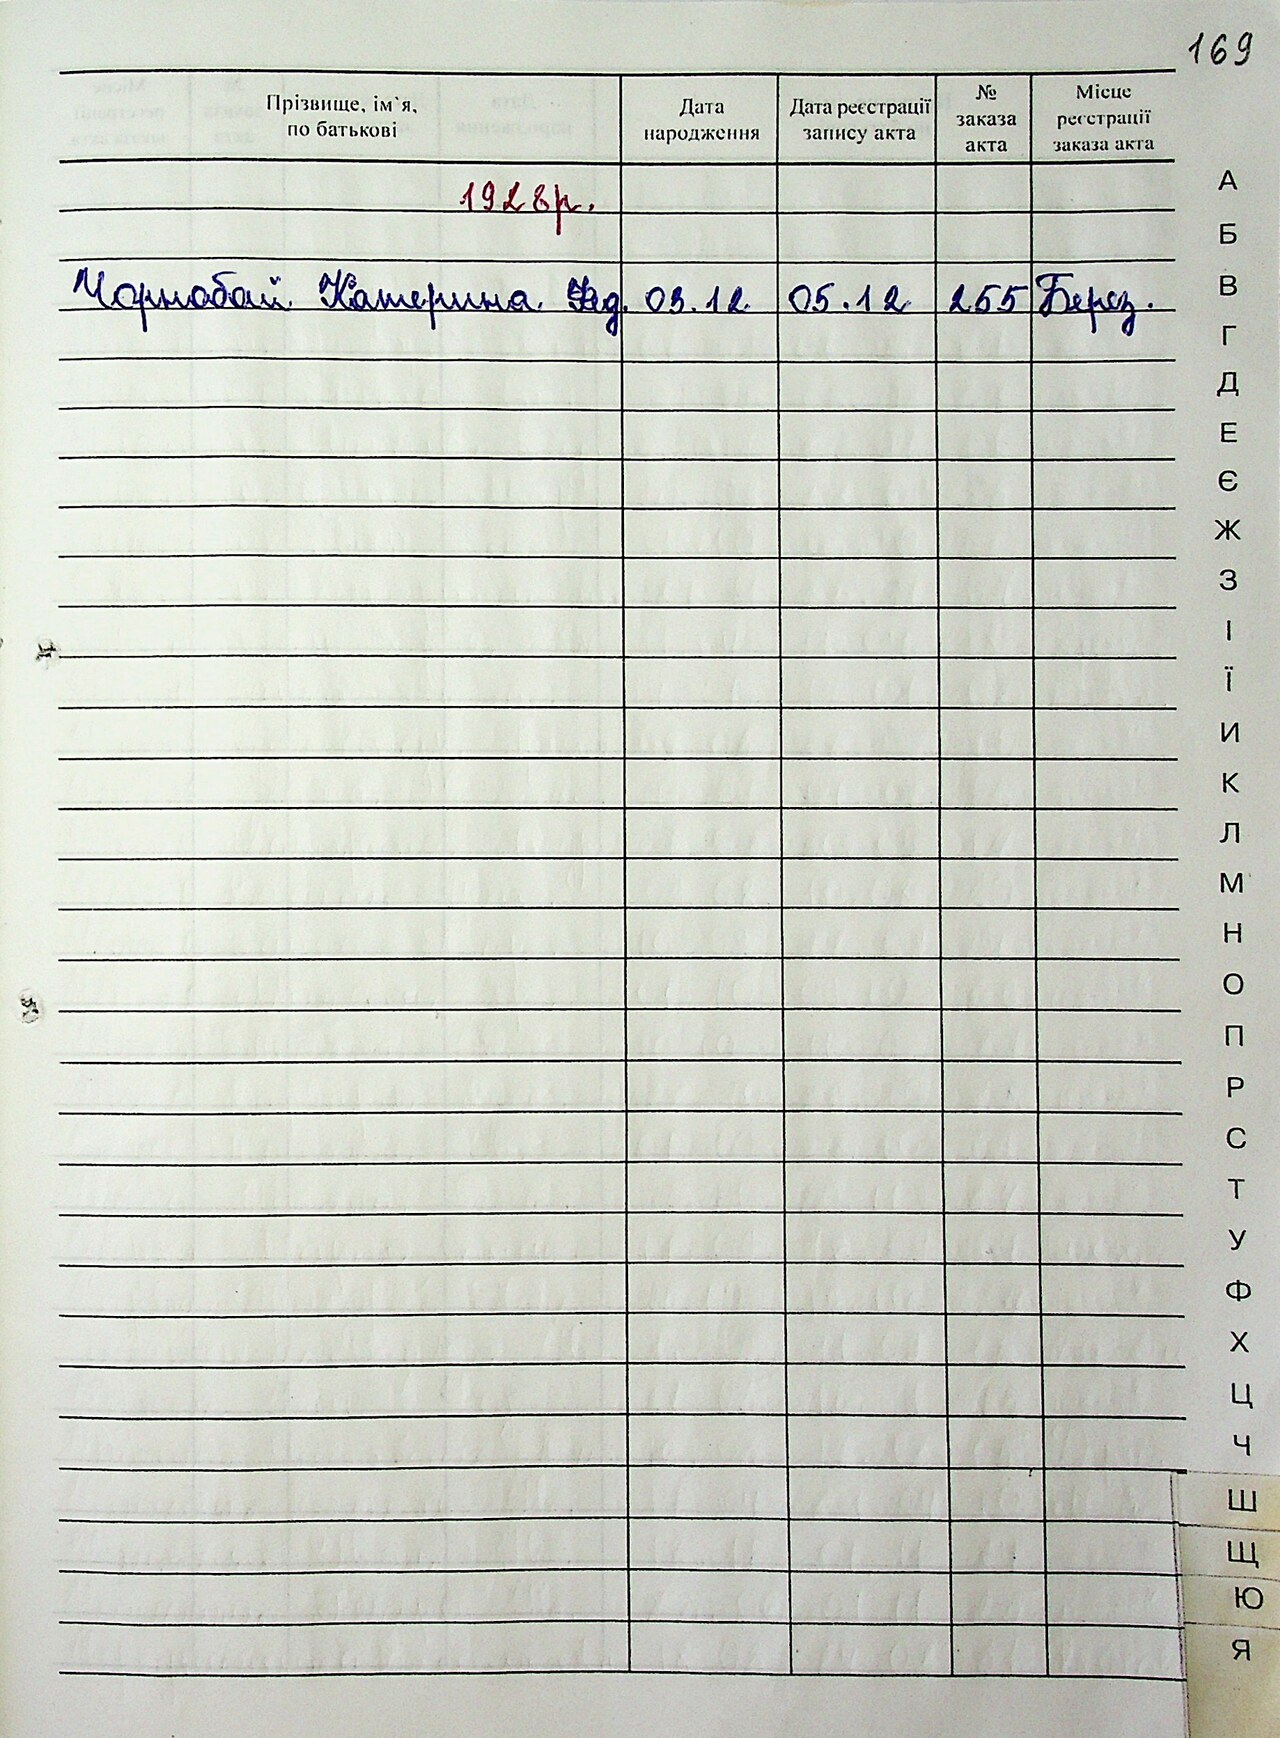 169
Прізвище, ім`я, по батькові
Дата народження
Дата реєстрації запису акта
№ заказа акта
Місце реєстрації заказа акта
1928р.
Чорнобай Катерина 03.12 05.12 255 Берез.
А
Б
В
Г
Д
Е
Є
Ж
З
І
Ї
И
К
Л
М
Н
О
П
Р
С
Т
У
Ф
Х
Ц
Ч
Ш
Щ
Ю
Я